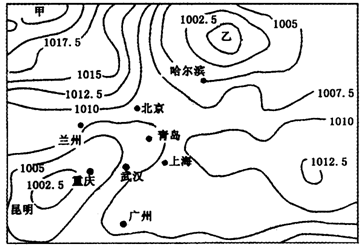 甲
1002.5
1005
1017.5
乙
1015
哈尔滨
1012.5
1007.5
1010
北京
1010
兰州
青岛
1012.5
1005
上海
1002.5
重庆
武汉
昆明
广州